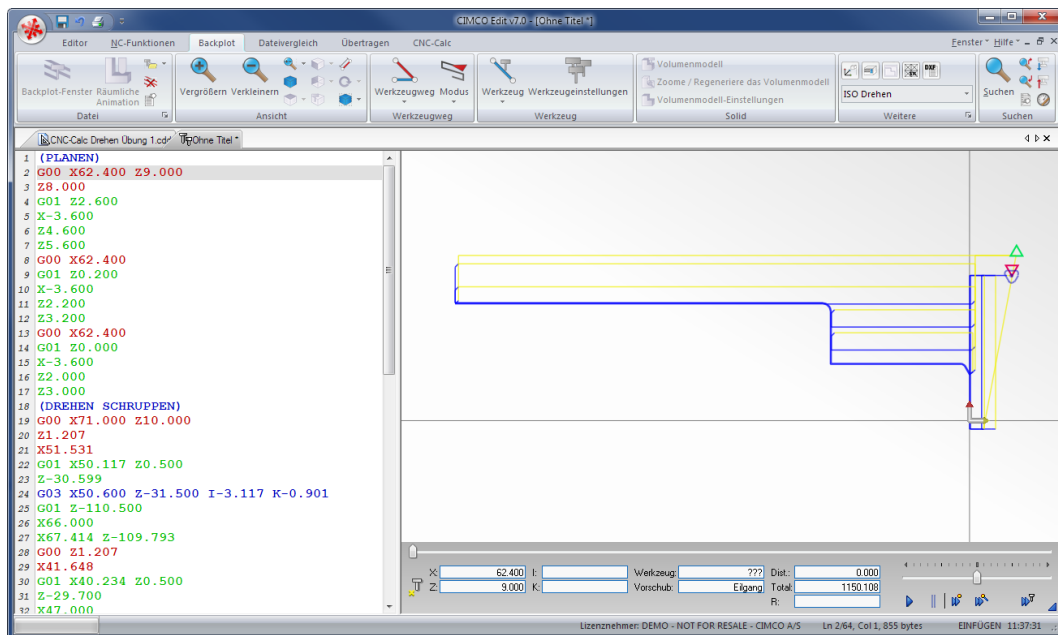 CIMCO Edit v7.0 - [Ohne Titel *]
Editor NC-Funktionen Backplot Dateivergleich Übertragen CNC-Calc Fenster Hilfe
Backplot-Fenster Räumliche Animation
Vergrößern Verkleinern
Werkzeugweg Modus
Werkzeug Werkzeugeinstellungen
Volumenmodell
Zoome / Regeneriere das Volumenmodell
Volumenmodell-Einstellungen
DXF
ISO Drehen
Suchen
Datei Ansicht Werkzeugweg Werkzeug Solid Weitere Suchen
CNC-Calc Drehen Übung 1.cdd Ohne Titel *
1 (PLANEN)
2 G00 X62.400 Z9.000
3 Z8.000
4 G01 Z2.600
5 X-3.600
6 Z4.600
7 Z5.600
8 G00 X62.400
9 G01 Z0.200
10 X-3.600
11 Z2.200
12 Z3.200
13 G00 X62.400
14 G01 Z0.000
15 X-3.600
16 Z2.000
17 Z3.000
18 (DREHEN SCHRUPPEN)
19 G00 X71.000 Z10.000
20 Z1.207
21 X51.531
22 G01 X50.117 Z0.500
23 Z-30.599
24 G03 X50.600 Z-31.500 I-3.117 K-0.901
25 G01 Z-110.500
26 X66.000
27 X67.414 Z-109.793
28 G00 Z1.207
29 X41.648
30 G01 X40.234 Z0.500
31 Z-29.700
32 X47.000
X: 62.400 I: Werkzeug: ??? Dist.: 0.000
Z: 9.000 K: Vorschub: Eilgang Total: 1150.108
R:
Lizenznehmer: DEMO - NOT FOR RESALE - CIMCO A/S Ln 2/64, Col 1, 855 bytes EINFÜGEN 11:37:31